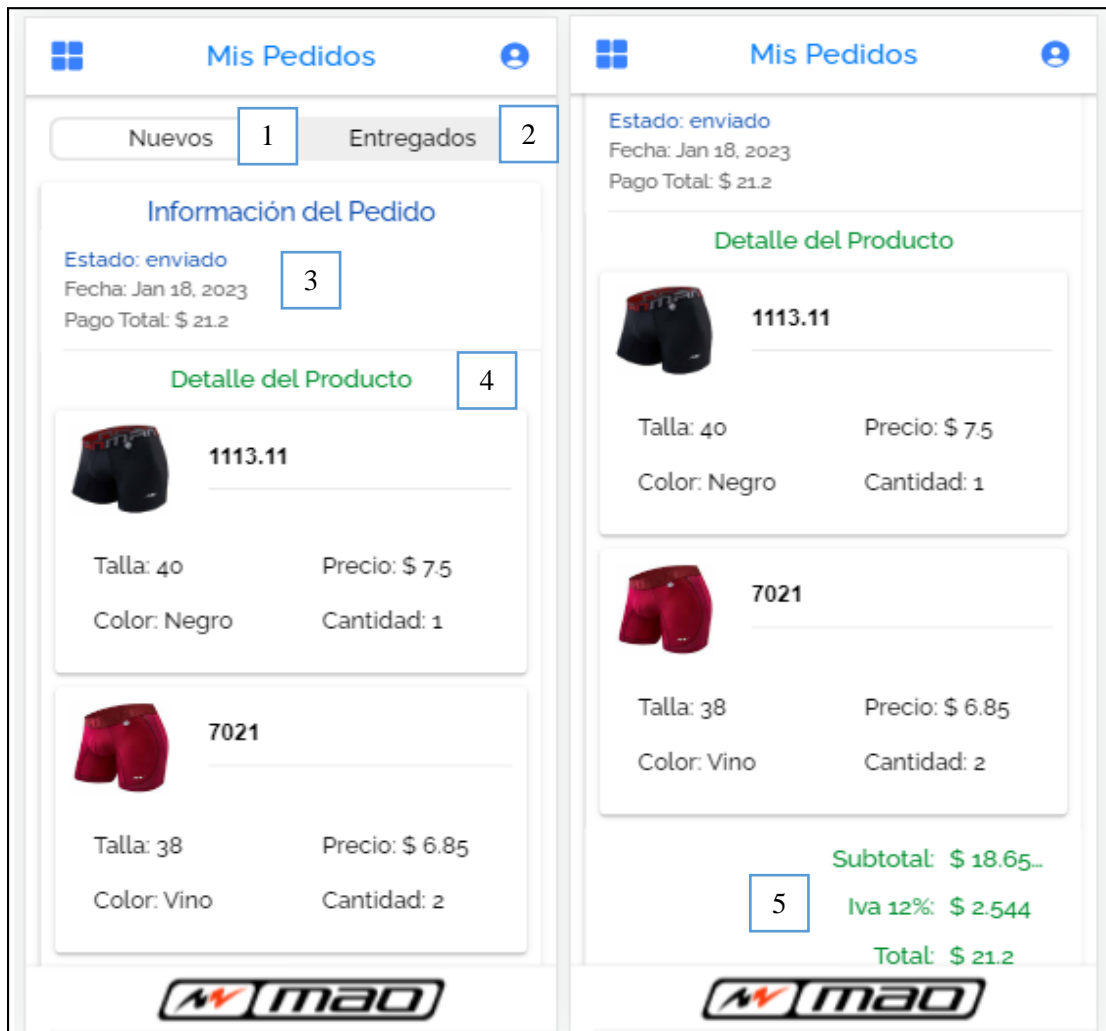 Mis Pedidos
Nuevos 1 Entregados 2
Información del Pedido
Estado: enviado
Fecha: Jan 18, 2023
Pago Total: $ 21.2
3
Detalle del Producto 4
1113.11
Talla: 40 Precio: $ 7.5
Color: Negro Cantidad: 1
7021
Talla: 38 Precio: $ 6.85
Color: Vino Cantidad: 2
mao
Mis Pedidos
Estado: enviado
Fecha: Jan 18, 2023
Pago Total: $ 21.2
Detalle del Producto
1113.11
Talla: 40 Precio: $ 7.5
Color: Negro Cantidad: 1
7021
Talla: 38 Precio: $ 6.85
Color: Vino Cantidad: 2
Subtotal: $ 18.65...
5 Iva 12%: $ 2.544
Total: $ 21.2
mao